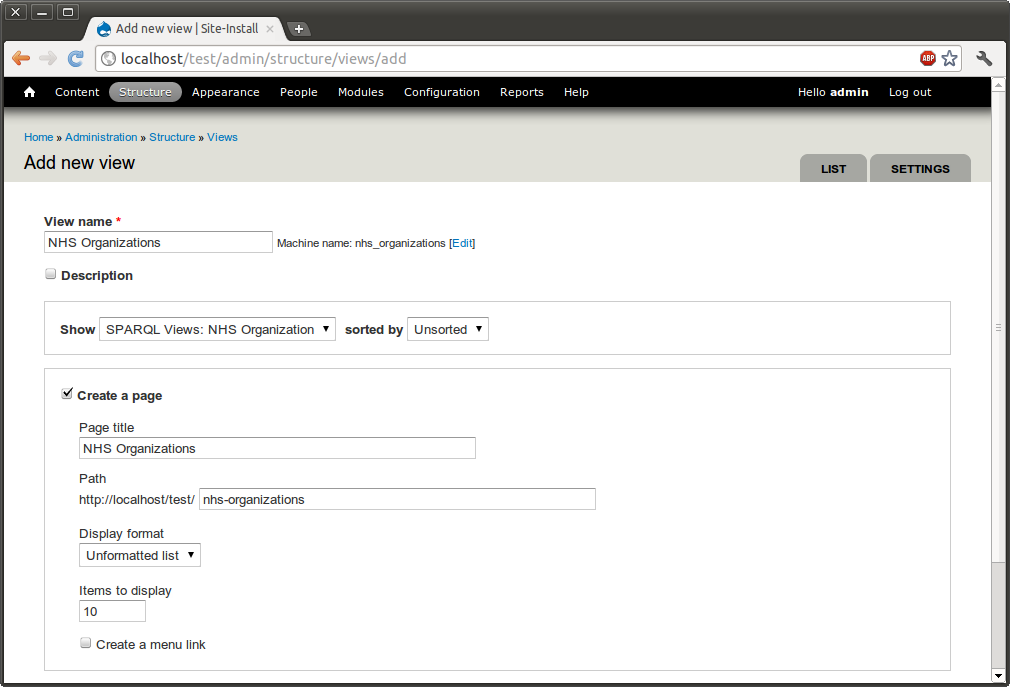 Add new view | Site-Install
localhost/test/admin/structure/views/add
ABP
Content Structure Appearance People Modules Configuration Reports Help Hello admin Log out
Home » Administration » Structure » Views
Add new view
LIST SETTINGS
View name *
NHS Organizations Machine name: nhs_organizations [Edit]
Description
Show SPARQL Views: NHS Organization sorted by Unsorted
Create a page
Page title
NHS Organizations
Path
http://localhost/test/ nhs-organizations
Display format
Unformatted list
Items to display
10
Create a menu link